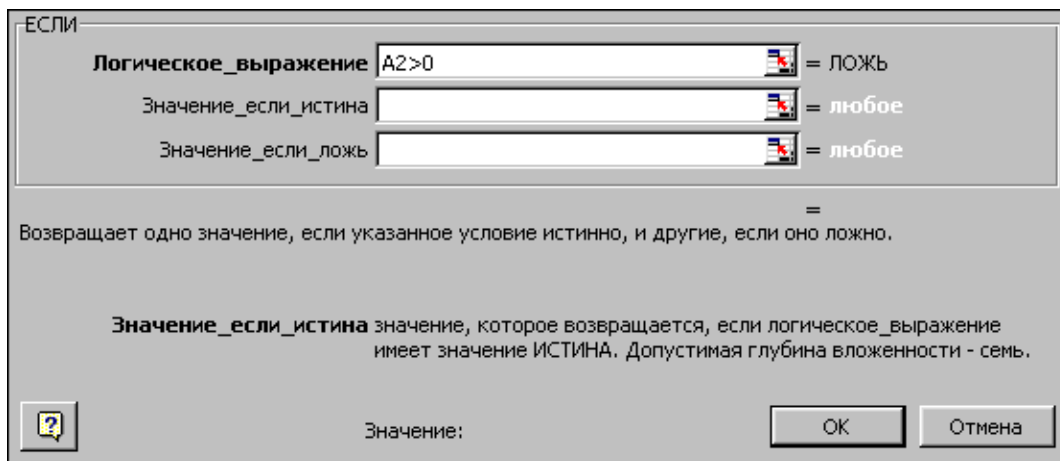 ЕСЛИ
Логическое_выражение A2>0 = ЛОЖЬ
Значение_если_истина = любое
Значение_если_ложь = любое
=
Возвращает одно значение, если указанное условие истинно, и другие, если оно ложно.
Значение_если_истина значение, которое возвращается, если логическое_выражение
имеет значение ИСТИНА. Допустимая глубина вложенности - семь.
? Значение: OK Отмена